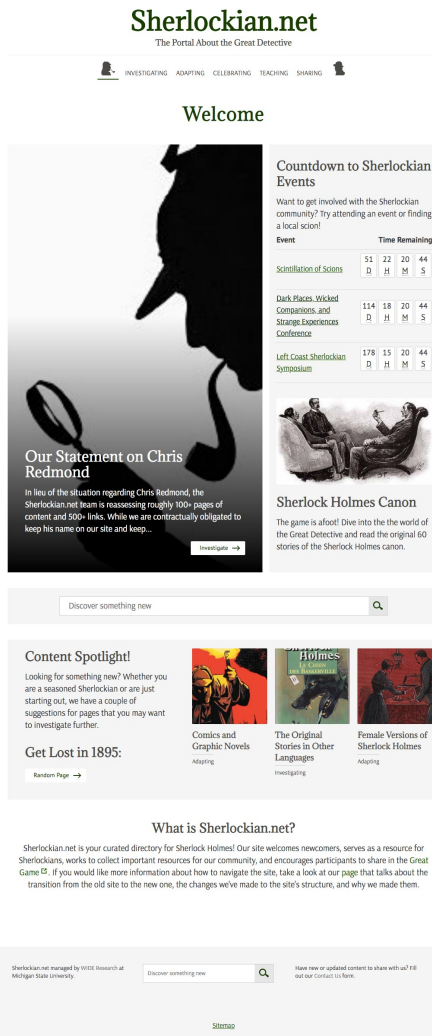 Sherlockian.net
The Portal About the Great Detective
INVESTIGATING ADAPTING CELEBRATING TEACHING SHARING
Welcome
Our Statement on Chris
Redmond
In lieu of the situation regarding Chris Redmond, the
Sherlockian.net team is reassessing roughly 100+ pages of
content and 500+ links. While we are contractually obligated to
keep his name on our site and keep...
Investigate →
Countdown to Sherlockian
Events
Want to get involved with the Sherlockian
community? Try attending an event or finding
a local scion!
Event Time Remaining
Scintillation of Scions 51 D 22 H 20 M 44 S
Dark Places, Wicked
Companions, and
Strange Experiences
Conference 114 D 18 H 20 M 44 S
Left Coast Sherlockian
Symposium 178 D 15 H 20 M 44 S
Sherlock Holmes Canon
The game is afoot! Dive into the the world of
the Great Detective and read the original 60
stories of the Sherlock Holmes canon.
Discover something new
Content Spotlight!
Looking for something new? Whether you
are a seasoned Sherlockian or are just
starting out, we have a couple of
suggestions for pages that you may want
to investigate further.
Get Lost in 1895:
Random Page →
Comics and
Graphic Novels
Adapting
Holmes
LE CHIEN
DES BASKERVILLE
The Original
Stories in Other
Languages
Investigating
Female Versions of
Sherlock Holmes
Adapting
What is Sherlockian.net?
Sherlockian.net is your curated directory for Sherlock Holmes! Our site welcomes newcomers, serves as a resource for
Sherlockians, works to collect important resources for our community, and encourages participants to share in the Great
Game. If you would like more information about how to navigate the site, take a look at our page that talks about the
transition from the old site to the new one, the changes we've made to the site's structure, and why we made them.
Sherlockian.net managed by WIDE Research at
Michigan State University.
Discover something new
Have new or updated content to share with us? Fill
out our Contact Us form.
Sitemap